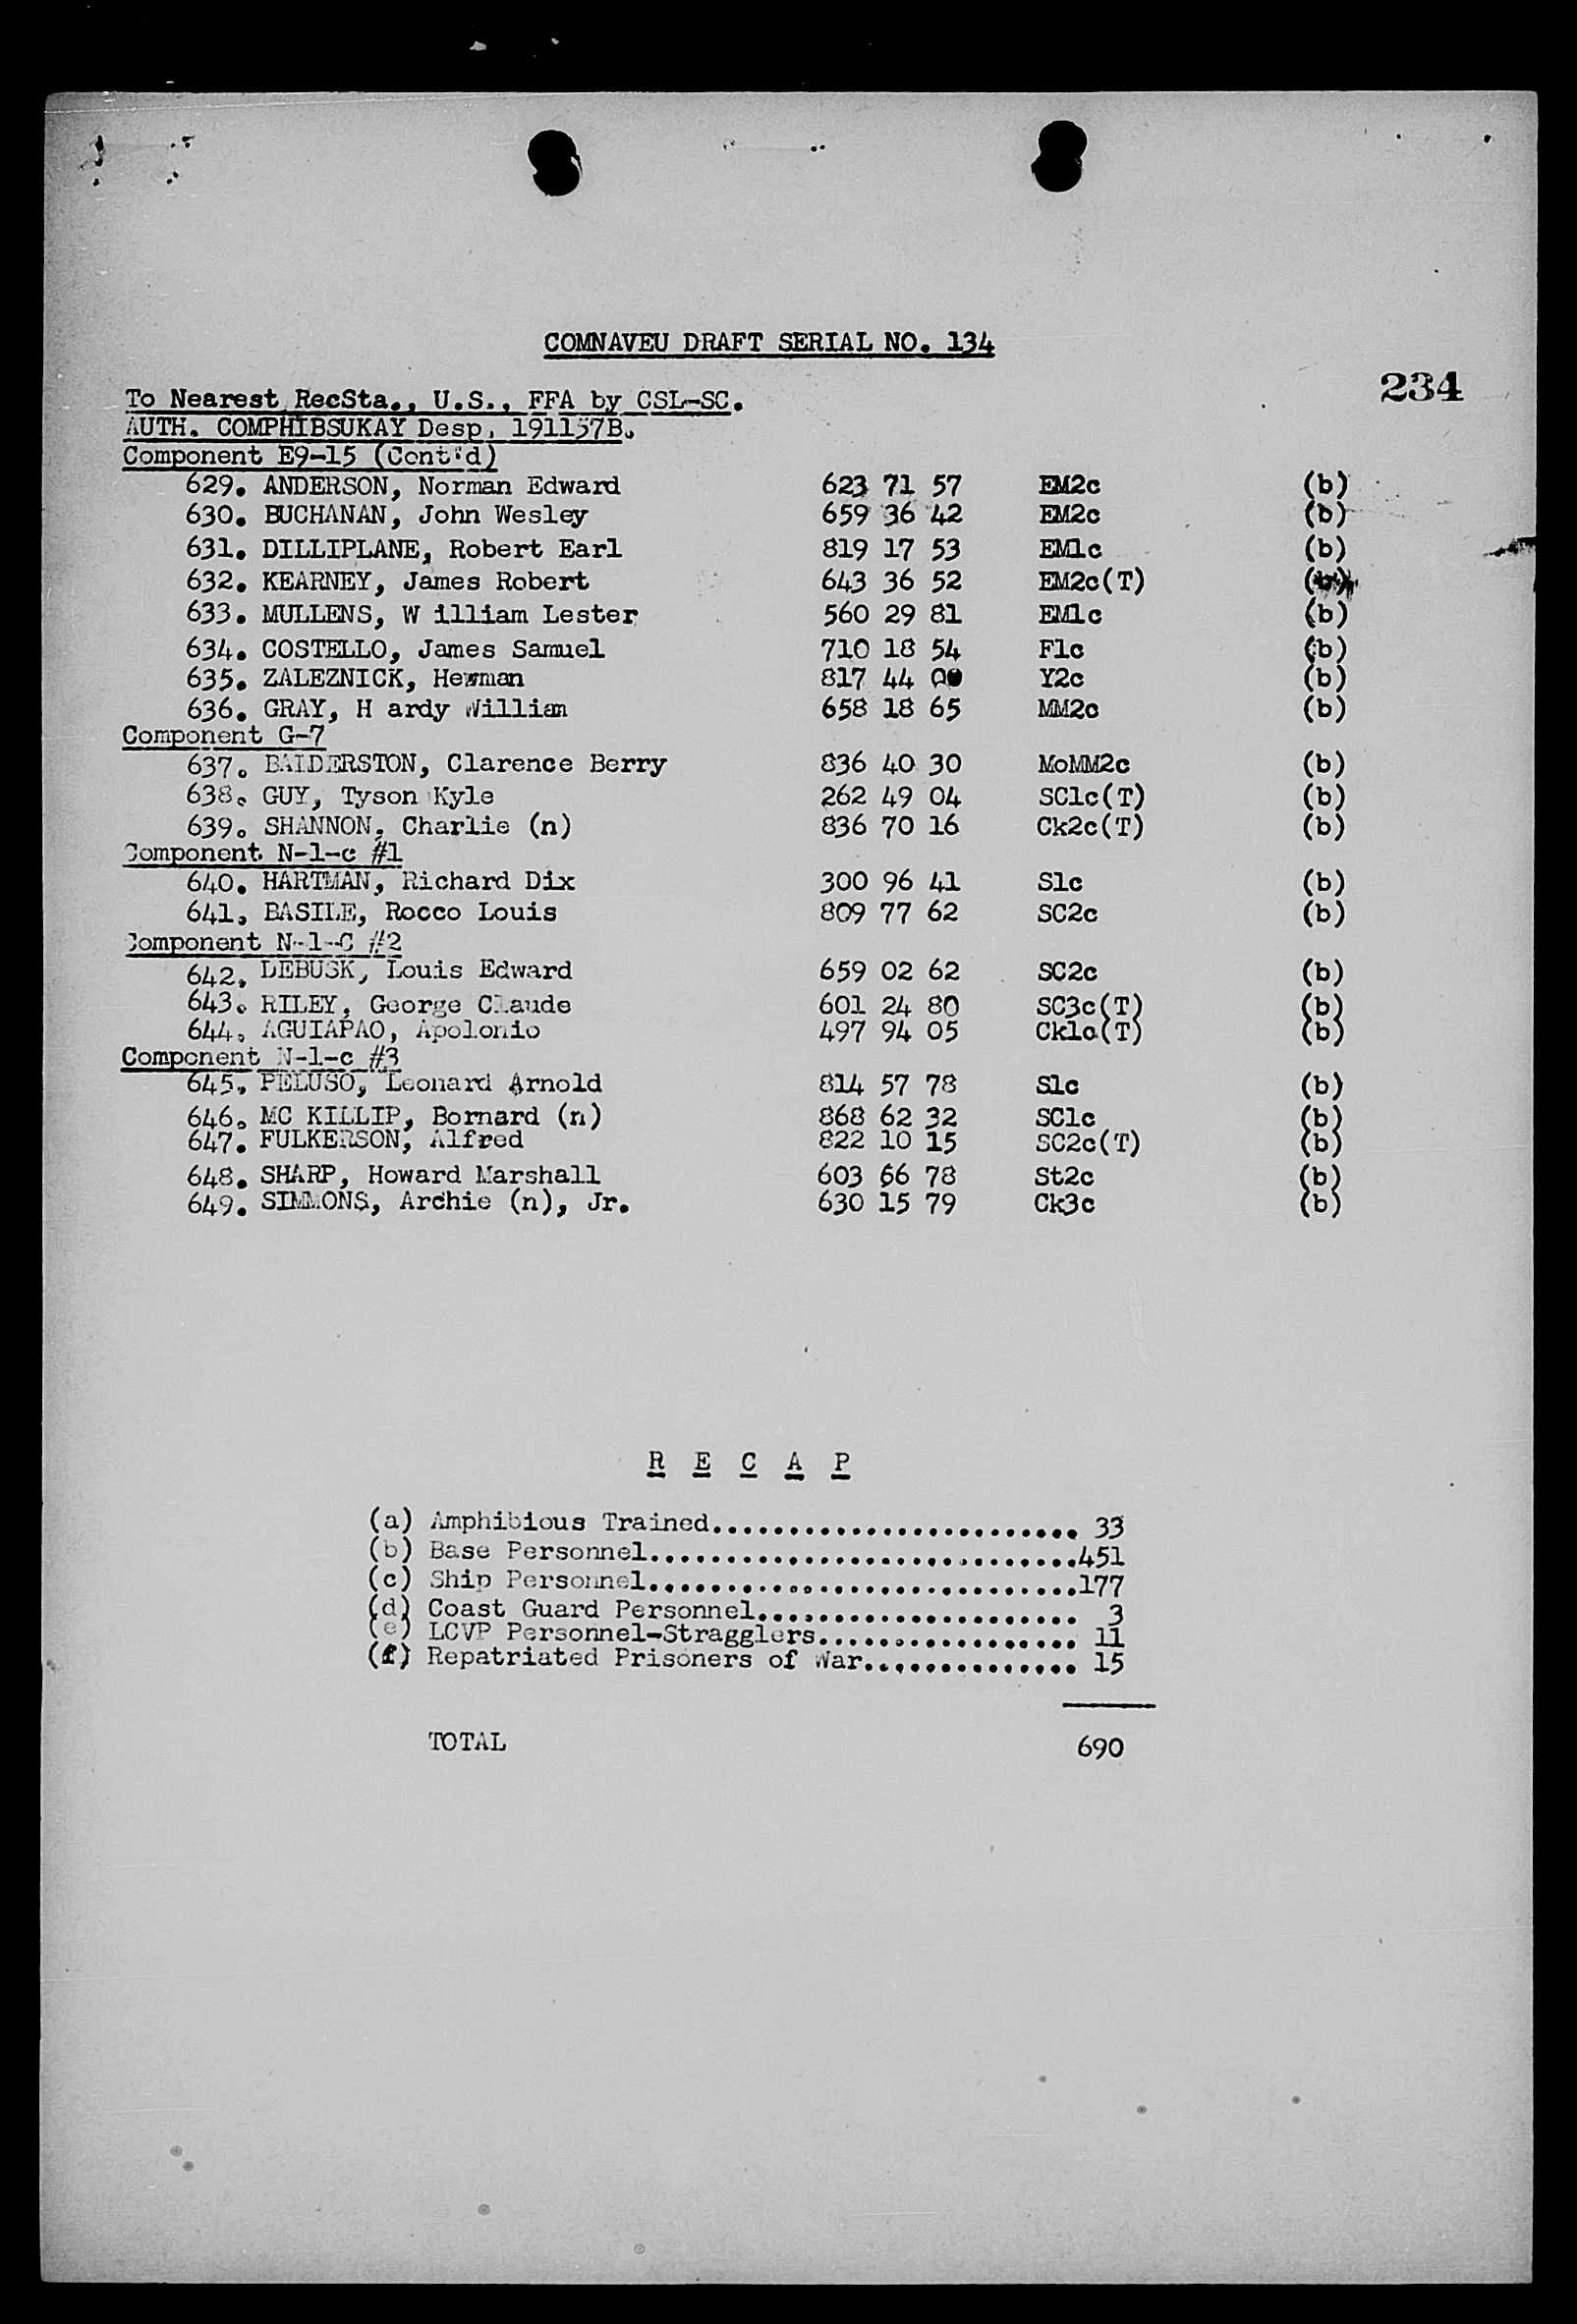 COMNAVEU DRAFT SERIAL NO. 134
234
To Nearest RecSta., U.S., FFA by CSL-SC.
AUTH. COMPHIBSUKAY Desp. 191157B.
Component E9-15 (Cont'd)
629. ANDERSON, Norman Edward 623 71 57 EM2c (b)
630. BUCHANAN, John Wesley 659 36 42 EM2c (b)
631. DILLIPLANE, Robert Earl 819 17 53 EM1c (b)
632. KEARNEY, James Robert 643 36 52 EM2c(T) (b)
633. MULLENS, W illiam Lester 560 29 81 EM1c (b)
634. COSTELLO, James Samuel 710 18 54 F1c (b)
635. ZALEZNICK, 817 44 Y2c (b)
636. GRAY, H ardy William 658 18 65 MM2c (b)
Component G-7
637. BALDERSTON, Clarence Berry 836 40 30 MoMM2c (b)
638. GUY, Tyson Kyle 262 49 04 SC1c(T) (b)
639. SHANNON, Charlie (n) 836 70 16 Ck2c(T) (b)
Component N-1-c #1
640. HARTMAN, Richard Dix 300 96 41 S1c (b)
641. BASILE, Rocco Louis 809 77 62 SC2c (b)
Component N-1-C #2
642. DEBUSK, Louis Edward 659 02 62 SC2c (b)
643. RILEY, George Claude 601 24 80 SC3c(T) (b)
644. AGUIAPAO, Apolonio 497 94 05 Ck1c(T) (b)
Component N-1-c #3
645. PELUSO, Leonard Arnold 814 57 78 S1c (b)
646. MC KILLIP, Bernard (n) 868 62 32 SC1c (b)
647. FULKERSON, Alfred 822 10 15 SC2c(T) (b)
648. SHARP, Howard Marshall 603 66 78 St2c (b)
649. SIMMONS, Archie (n), Jr. 630 15 79 Ck3c (b)
R E C A P
(a) Amphibious Trained.......................... 33
(b) Base Personnel..............................451
(c) Ship Personnel..............................177
(d) Coast Guard Personnel..................... 3
(e) LCVP Personnel-Stragglers................. 11
(f) Repatriated Prisoners of War.............. 15
TOTAL 690